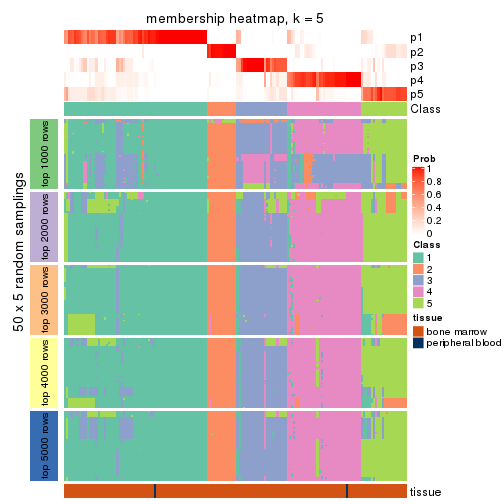 membership heatmap, k = 5
p1
p2
p3
p4
p5
Class
50 x 5 random samplings
top 1000 rows
top 2000 rows
top 3000 rows
top 4000 rows
top 5000 rows
tissue
Prob
1
0.8
0.6
0.4
0.2
0
Class
1
2
3
4
5
tissue
bone marrow
peripheral blood